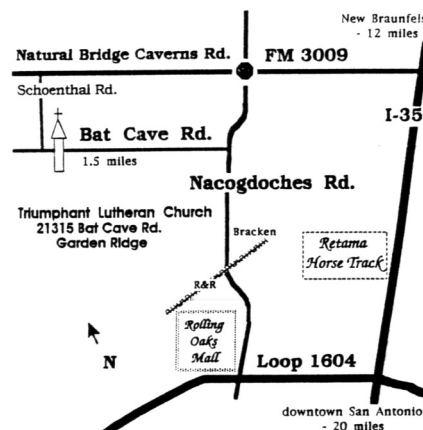 New Braunfels
- 12 miles
Natural Bridge Caverns Rd.
FM 3009
Schoenthal Rd.
I-35
Bat Cave Rd.
1.5 miles
Nacogdoches Rd.
Triumphant Lutheran Church
21315 Bat Cave Rd.
Garden Ridge
Bracken
Retama
Horse Track
R&R
Rolling
Oaks
Mall
N
Loop 1604
downtown San Antonio
- 20 miles